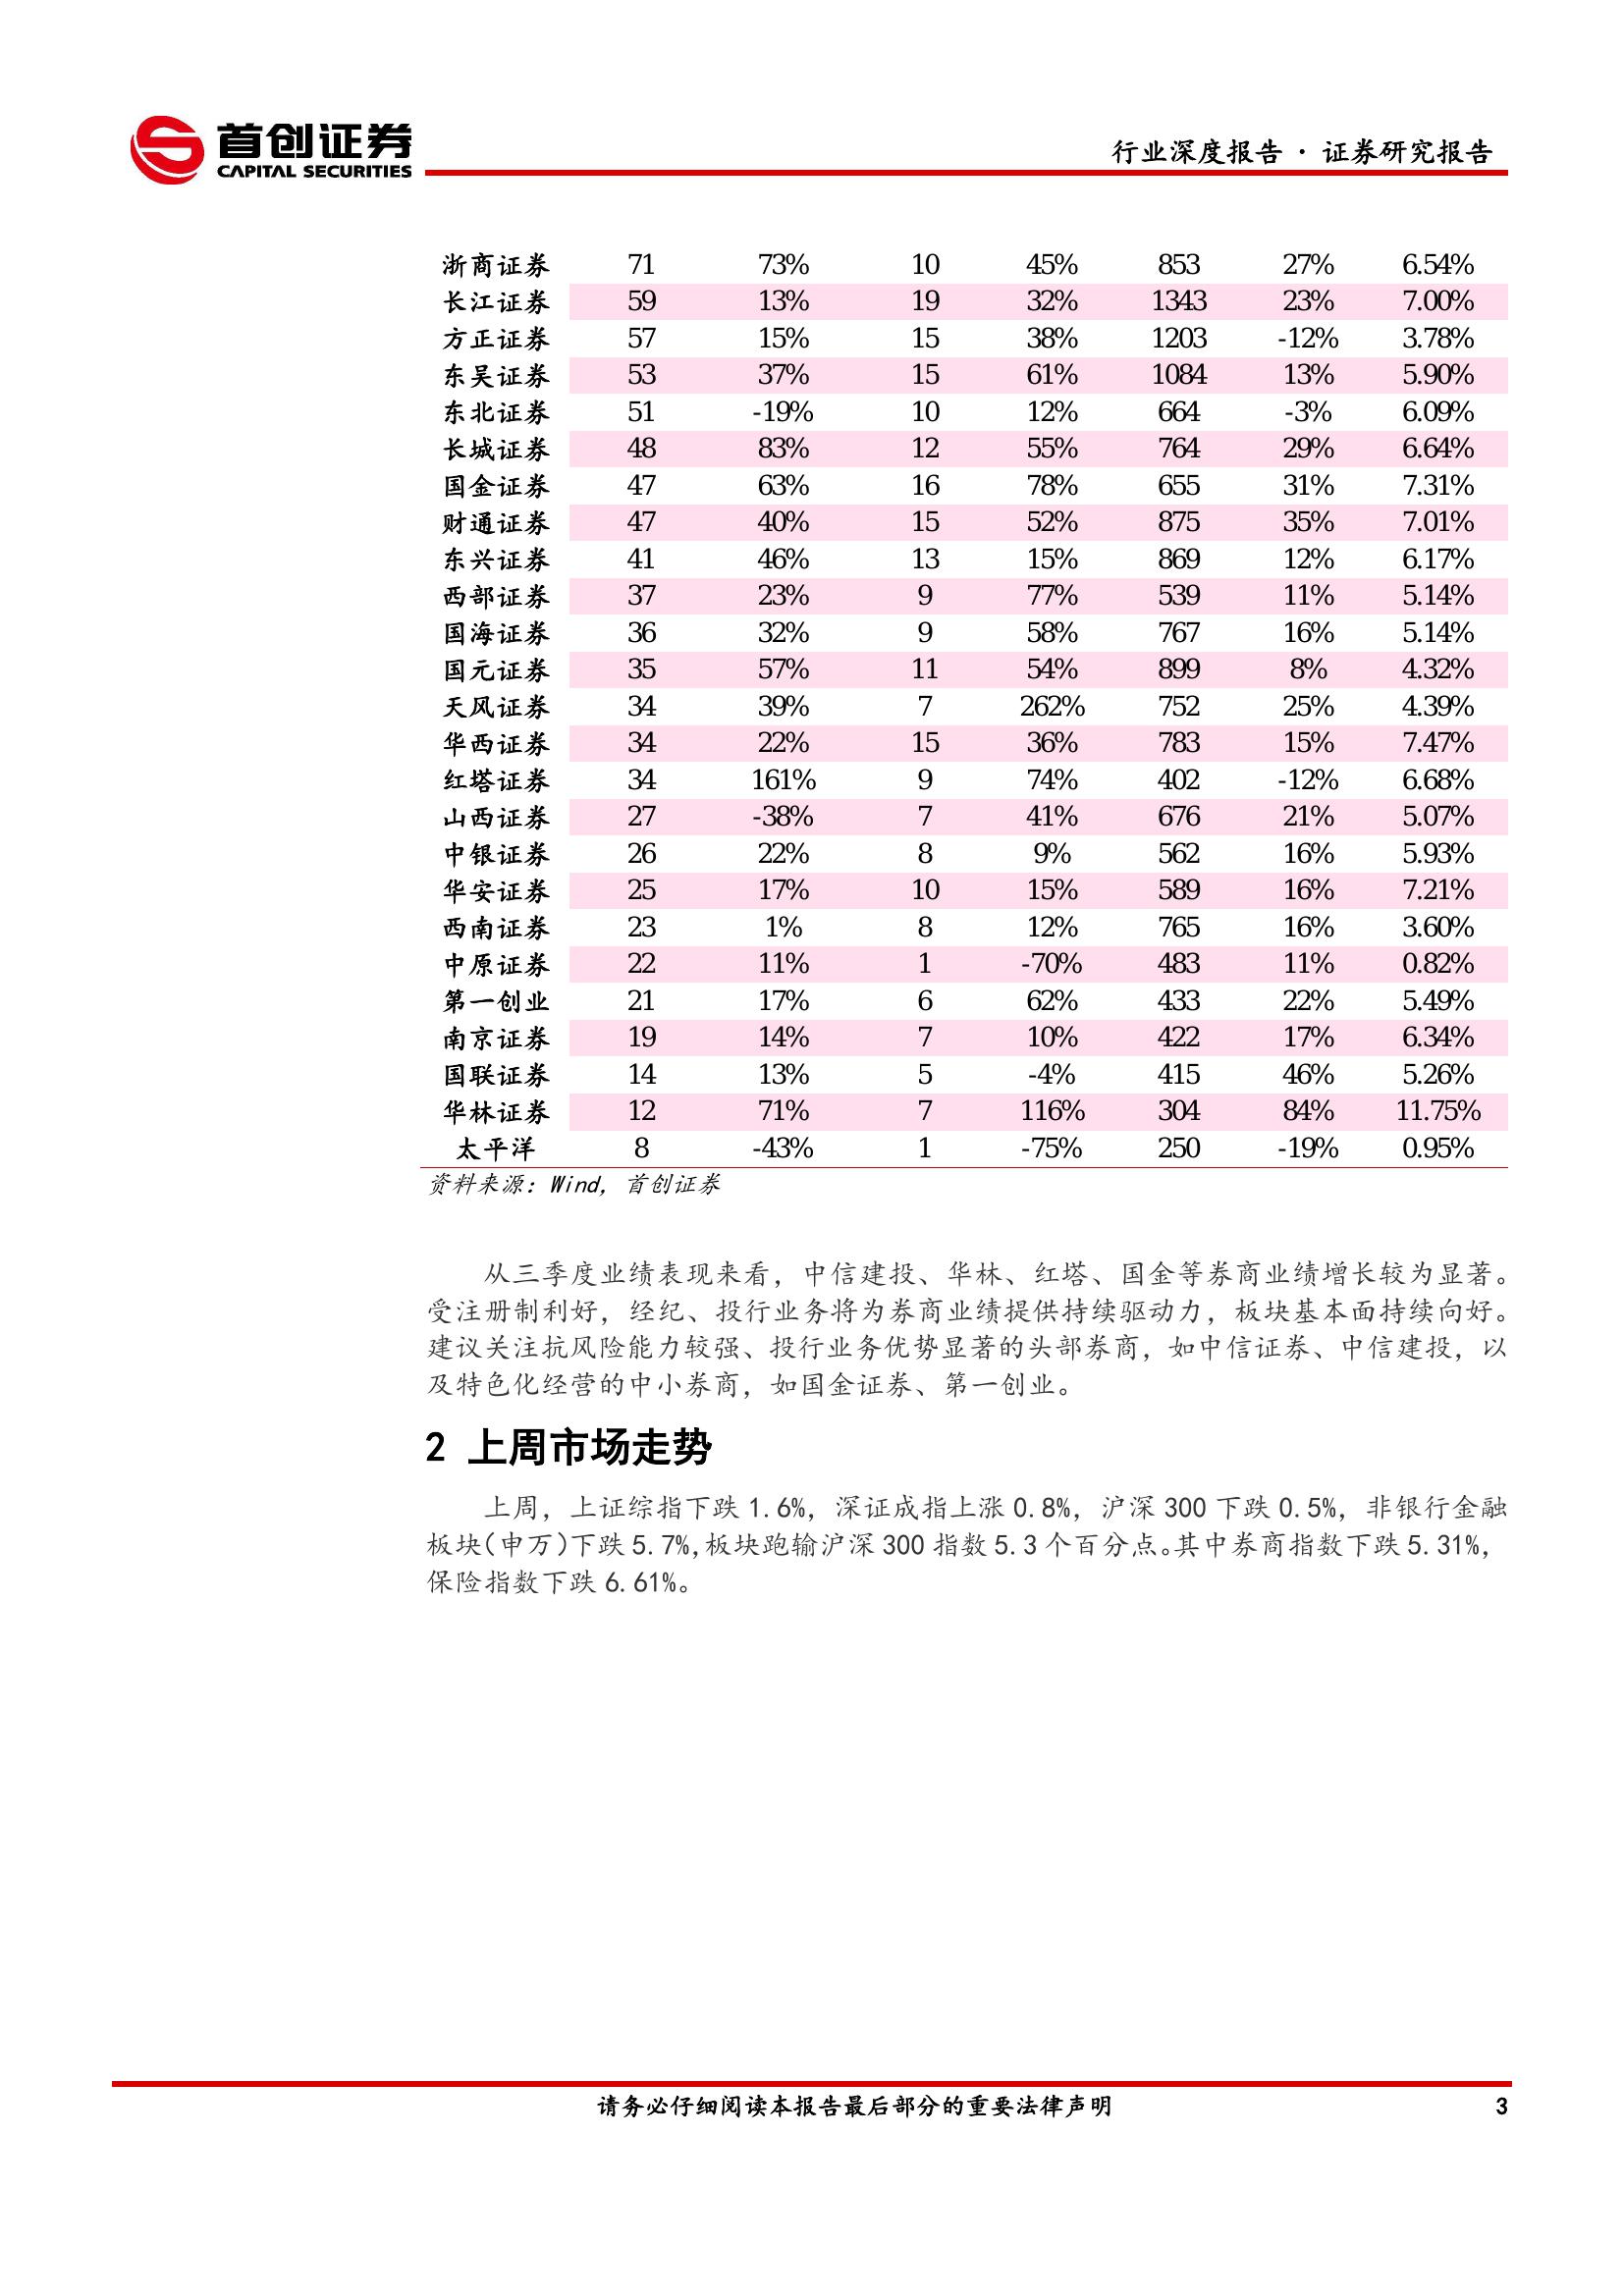 首创证券
CAPITAL SECURITIES
行业深度报告 · 证券研究报告
浙商证券 71 73% 10 45% 853 27% 6.54%
长江证券 59 13% 19 32% 1343 23% 7.00%
方正证券 57 15% 15 38% 1203 -12% 3.78%
东吴证券 53 37% 15 61% 1084 13% 5.90%
东北证券 51 -19% 10 12% 664 -3% 6.09%
长城证券 48 83% 12 55% 764 29% 6.64%
国金证券 47 63% 16 78% 655 31% 7.31%
财通证券 47 40% 15 52% 875 35% 7.01%
东兴证券 41 46% 13 15% 869 12% 6.17%
西部证券 37 23% 9 77% 539 11% 5.14%
国海证券 36 32% 9 58% 767 16% 5.14%
国元证券 35 57% 11 54% 899 8% 4.32%
天风证券 34 39% 7 262% 752 25% 4.39%
华西证券 34 22% 15 36% 783 15% 7.47%
红塔证券 34 161% 9 74% 402 -12% 6.68%
山西证券 27 -38% 7 41% 676 21% 5.07%
中银证券 26 22% 8 9% 562 16% 5.93%
华安证券 25 17% 10 15% 589 16% 7.21%
西南证券 23 1% 8 12% 765 16% 3.60%
中原证券 22 11% 1 -70% 483 11% 0.82%
第一创业 21 17% 6 62% 433 22% 5.49%
南京证券 19 14% 7 10% 422 17% 6.34%
国联证券 14 13% 5 -4% 415 46% 5.26%
华林证券 12 71% 7 116% 304 84% 11.75%
太平洋 8 -43% 1 -75% 250 -19% 0.95%
资料来源：Wind，首创证券
从三季度业绩表现来看，中信建投、华林、红塔、国金等券商业绩增长较为显著。
受注册制利好，经纪、投行业务将为券商业绩提供持续驱动力，板块基本面持续向好。
建议关注抗风险能力较强、投行业务优势显著的头部券商，如中信证券、中信建投，以
及特色化经营的中小券商，如国金证券、第一创业。
2 上周市场走势
上周，上证综指下跌 1.6%，深证成指上涨 0.8%，沪深 300 下跌 0.5%，非银行金融
板块(申万)下跌 5.7%,板块跑输沪深 300 指数 5.3 个百分点。其中券商指数下跌 5.31%，
保险指数下跌 6.61%。
请务必仔细阅读本报告最后部分的重要法律声明 3